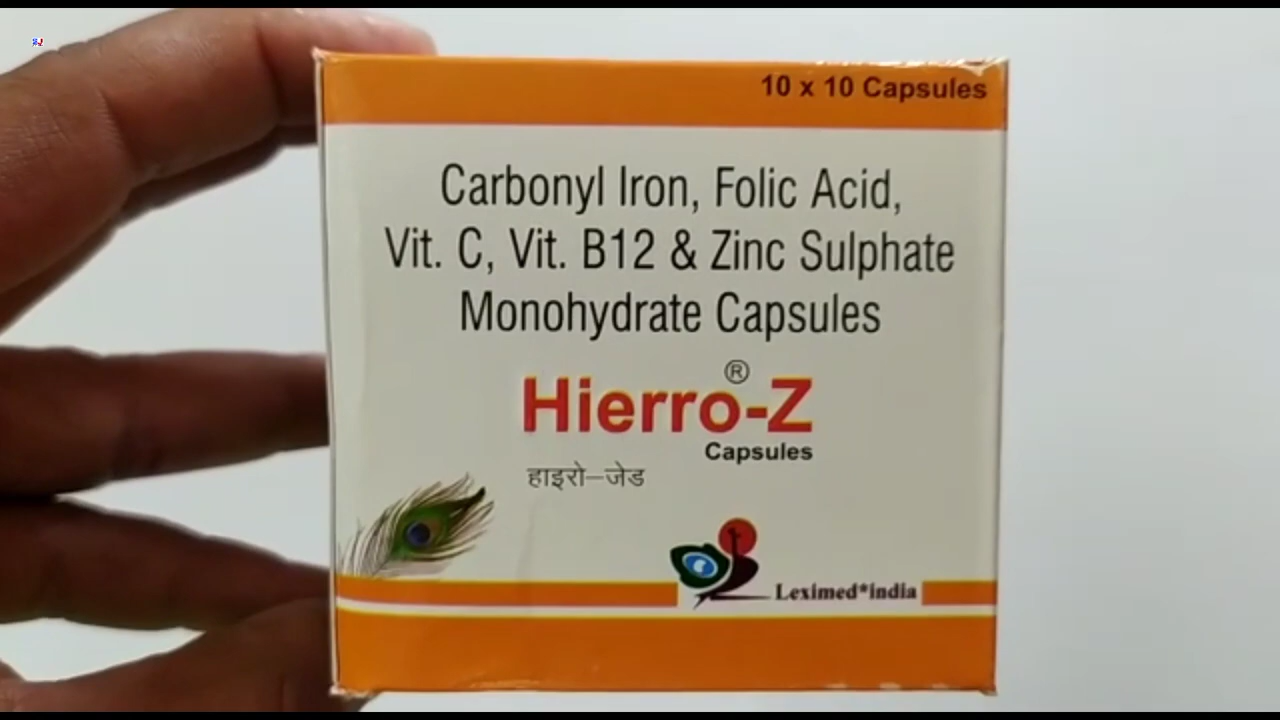 10 x 10 Capsules
Carbonyl Iron, Folic Acid,
Vit. C, Vit. B12 & Zinc Sulphate
Monohydrate Capsules
Hierro®-Z
Capsules
हाइरो–जेड
Leximed*india